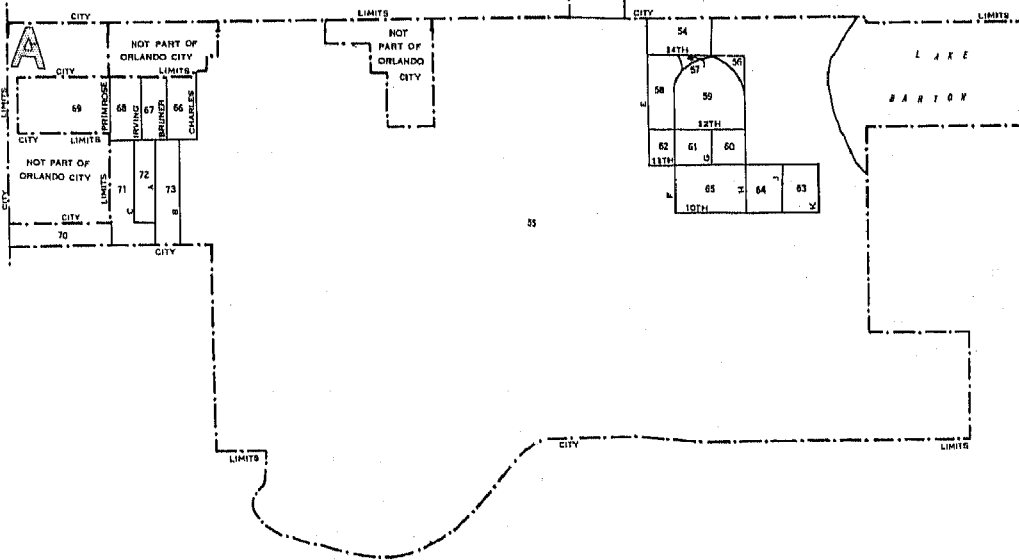 CITY
LIMITS
CITY
LIMITS
A
NOT PART OF
ORLANDO CITY
LIMITS
NOT
PART OF
ORLANDO
CITY
54
14TH
57
56
LAKE
BARTON
CITY
LIMITS
69
PRIMROSE
68
IRVING
67
BRUNER
66
CHARLES
58
E
59
12TH
CITY
LIMITS
62
61
60
11TH
G
NOT PART OF
ORLANDO CITY
LIMITS
CITY
71
72
A
73
C
B
F
65
H
64
J
63
K
10TH
CITY
70
CITY
55
CITY
LIMITS
LIMITS